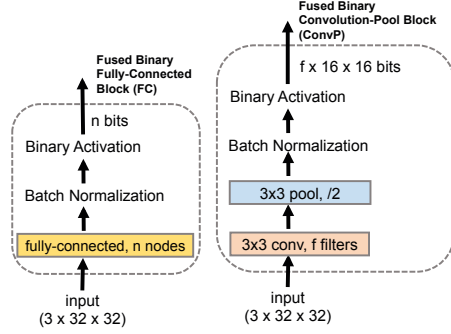 Fused Binary
Fully-Connected
Block (FC)
n bits
Binary Activation
Batch Normalization
fully-connected, n nodes
input
(3 x 32 x 32)
Fused Binary
Convolution-Pool Block
(ConvP)
f x 16 x 16 bits
Binary Activation
Batch Normalization
3x3 pool, /2
3x3 conv, f filters
input
(3 x 32 x 32)